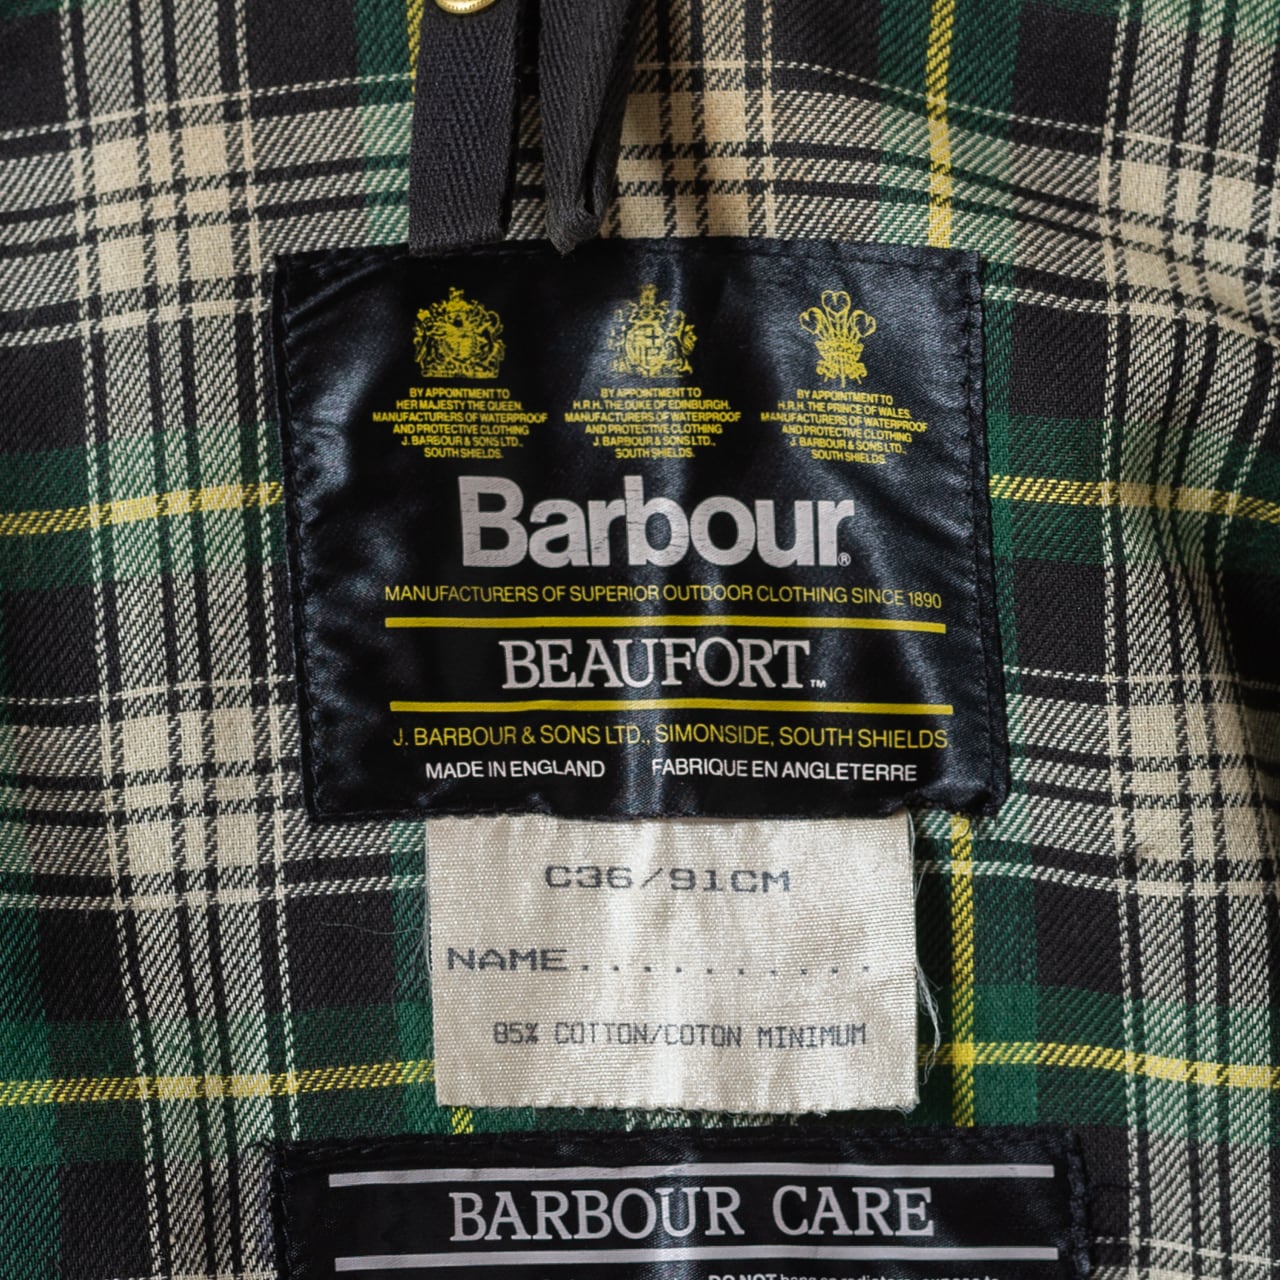 BY APPOINTMENT TO
HER MAJESTY THE QUEEN.
MANUFACTURERS OF WATERPROOF
AND PROTECTIVE CLOTHING
J. BARBOUR & SONS LTD.,
SOUTH SHIELDS.
BY APPOINTMENT TO
H.R.H. THE DUKE OF EDINBURGH.
MANUFACTURERS OF WATERPROOF
AND PROTECTIVE CLOTHING
J. BARBOUR & SONS LTD.,
SOUTH SHIELDS.
BY APPOINTMENT TO
H.R.H. THE PRINCE OF WALES.
MANUFACTURERS OF WATERPROOF
AND PROTECTIVE CLOTHING
J. BARBOUR & SONS LTD.,
SOUTH SHIELDS.
Barbour®
MANUFACTURERS OF SUPERIOR OUTDOOR CLOTHING SINCE 1890
BEAUFORT™
J. BARBOUR & SONS LTD., SIMONSIDE, SOUTH SHIELDS
MADE IN ENGLAND FABRIQUE EN ANGLETERRE
C36/91CM
NAME...........
85% COTTON/COTON MINIMUM
BARBOUR CARE
DO NOT